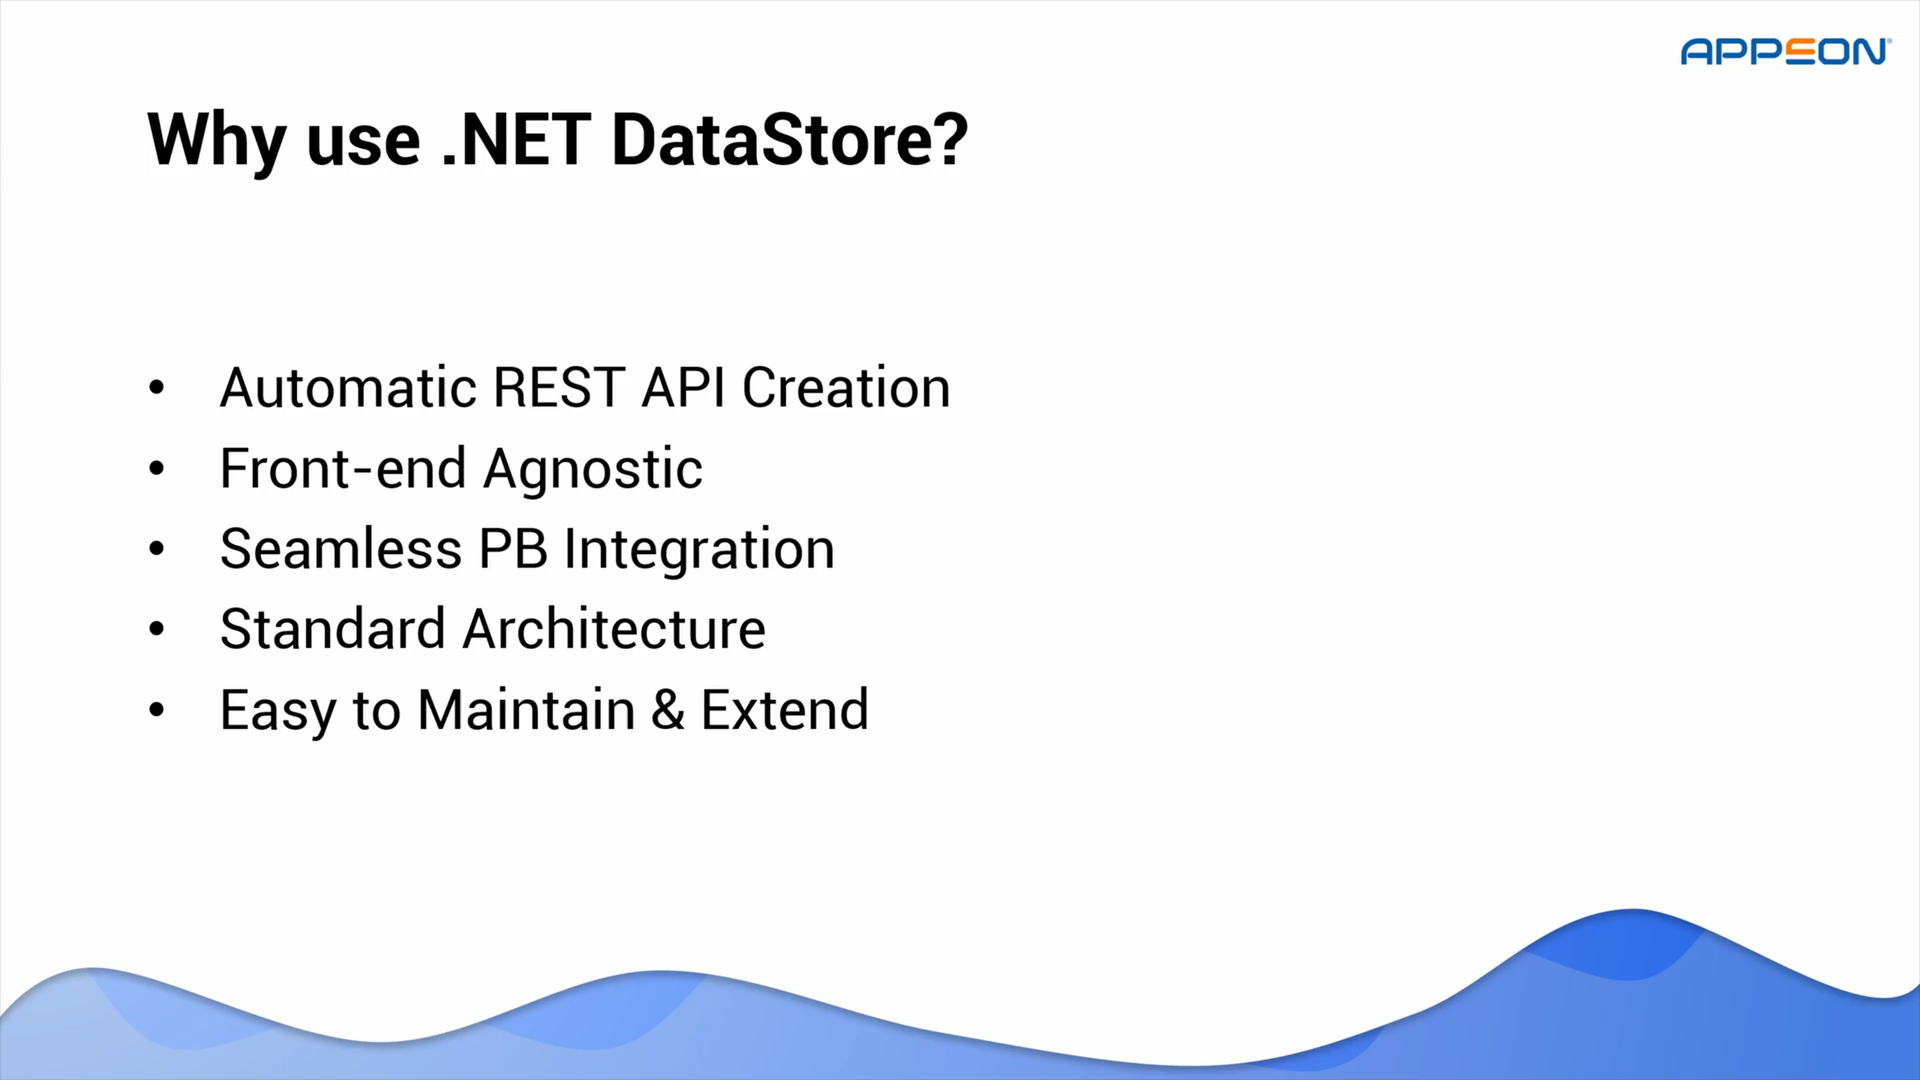 APPEON®
Why use .NET DataStore?
• Automatic REST API Creation
• Front-end Agnostic
• Seamless PB Integration
• Standard Architecture
• Easy to Maintain & Extend